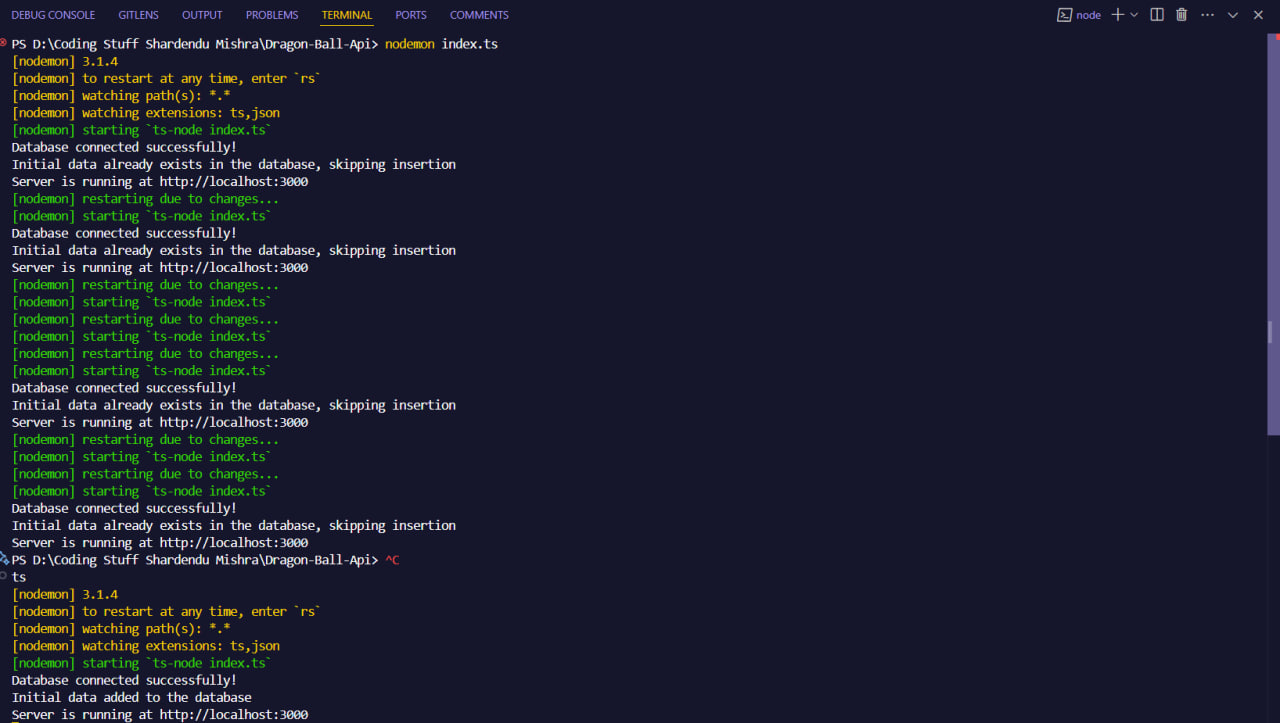 DEBUG CONSOLE GITLENS OUTPUT PROBLEMS TERMINAL PORTS COMMENTS node
PS D:\Coding Stuff Shardendu Mishra\Dragon-Ball-Api> nodemon index.ts
[nodemon] 3.1.4
[nodemon] to restart at any time, enter `rs`
[nodemon] watching path(s): *.*
[nodemon] watching extensions: ts,json
[nodemon] starting `ts-node index.ts`
Database connected successfully!
Initial data already exists in the database, skipping insertion
Server is running at http://localhost:3000
[nodemon] restarting due to changes...
[nodemon] starting `ts-node index.ts`
Database connected successfully!
Initial data already exists in the database, skipping insertion
Server is running at http://localhost:3000
[nodemon] restarting due to changes...
[nodemon] starting `ts-node index.ts`
[nodemon] restarting due to changes...
[nodemon] starting `ts-node index.ts`
[nodemon] restarting due to changes...
[nodemon] starting `ts-node index.ts`
Database connected successfully!
Initial data already exists in the database, skipping insertion
Server is running at http://localhost:3000
[nodemon] restarting due to changes...
[nodemon] starting `ts-node index.ts`
[nodemon] restarting due to changes...
[nodemon] starting `ts-node index.ts`
Database connected successfully!
Initial data already exists in the database, skipping insertion
Server is running at http://localhost:3000
PS D:\Coding Stuff Shardendu Mishra\Dragon-Ball-Api> ^C
ts
[nodemon] 3.1.4
[nodemon] to restart at any time, enter `rs`
[nodemon] watching path(s): *.*
[nodemon] watching extensions: ts,json
[nodemon] starting `ts-node index.ts`
Database connected successfully!
Initial data added to the database
Server is running at http://localhost:3000